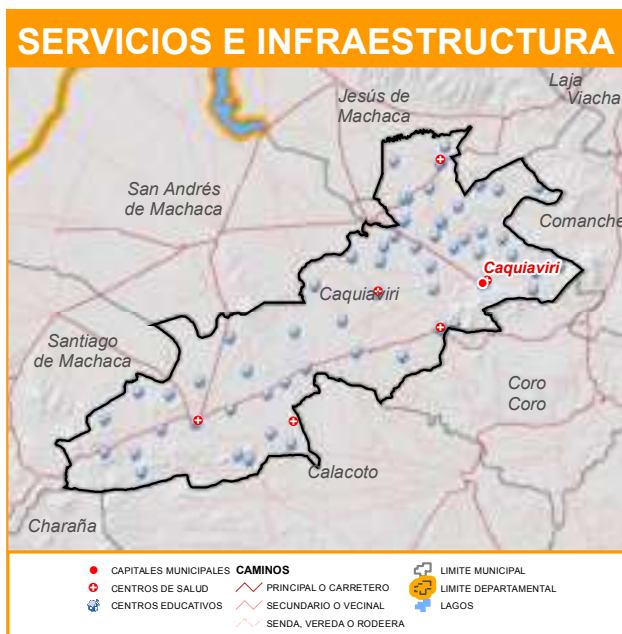 SERVICIOS E INFRAESTRUCTURA
Laja
Viacha
Jesús de
Machaca
San Andrés
de Machaca
Comanche
Caquiaviri
Caquiaviri
Santiago
de Machaca
Coro
Coro
Calacoto
Charaña
CAPITALES MUNICIPALES
CENTROS DE SALUD
CENTROS EDUCATIVOS
CAMINOS
PRINCIPAL O CARRETERO
SECUNDARIO O VECINAL
SENDA, VEREDA O RODEERA
LIMITE MUNICIPAL
LIMITE DEPARTAMENTAL
LAGOS